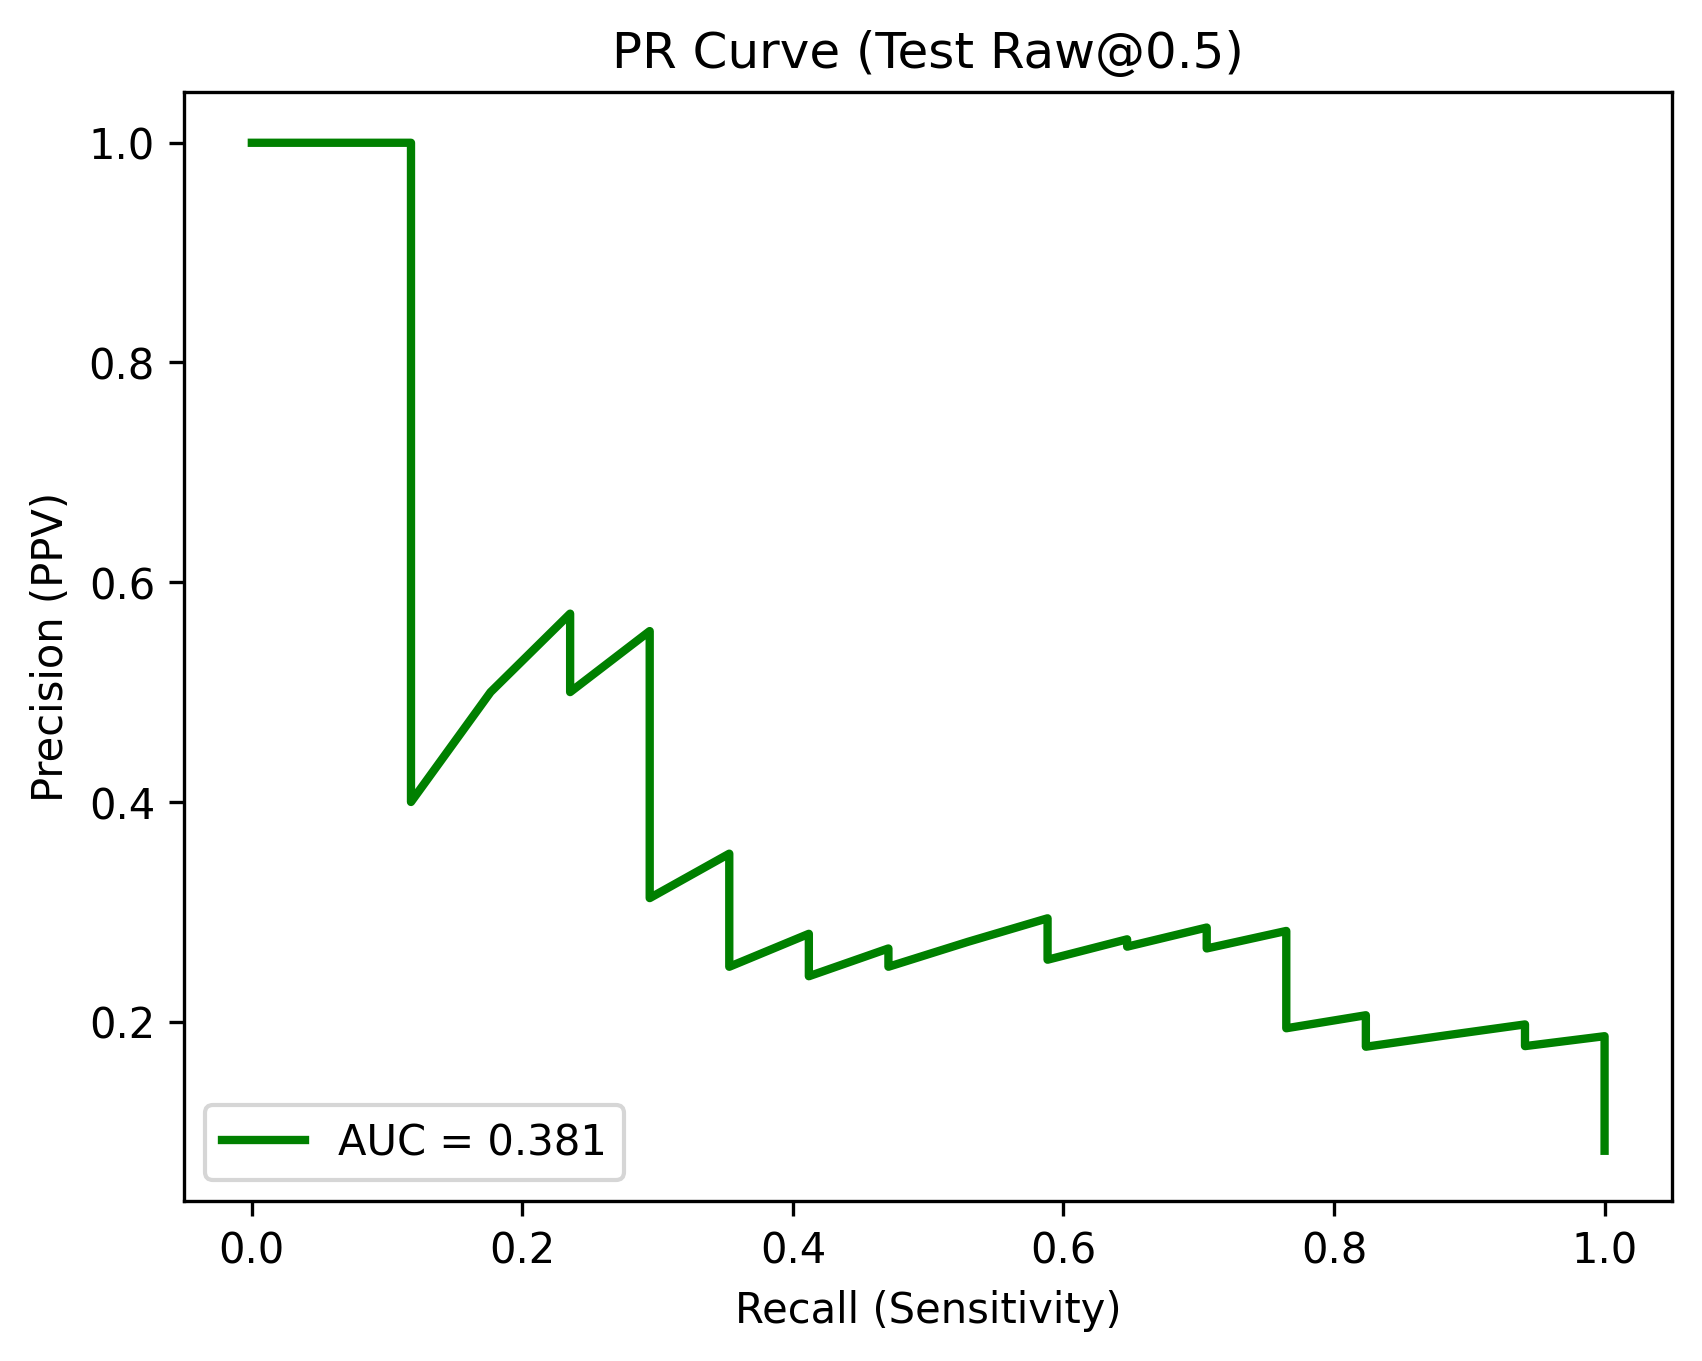 PR Curve (Test Raw@0.5)
Precision (PPV)
1.0
0.8
0.6
0.4
0.2
AUC = 0.381
0.0 0.2 0.4 0.6 0.8 1.0
Recall (Sensitivity)